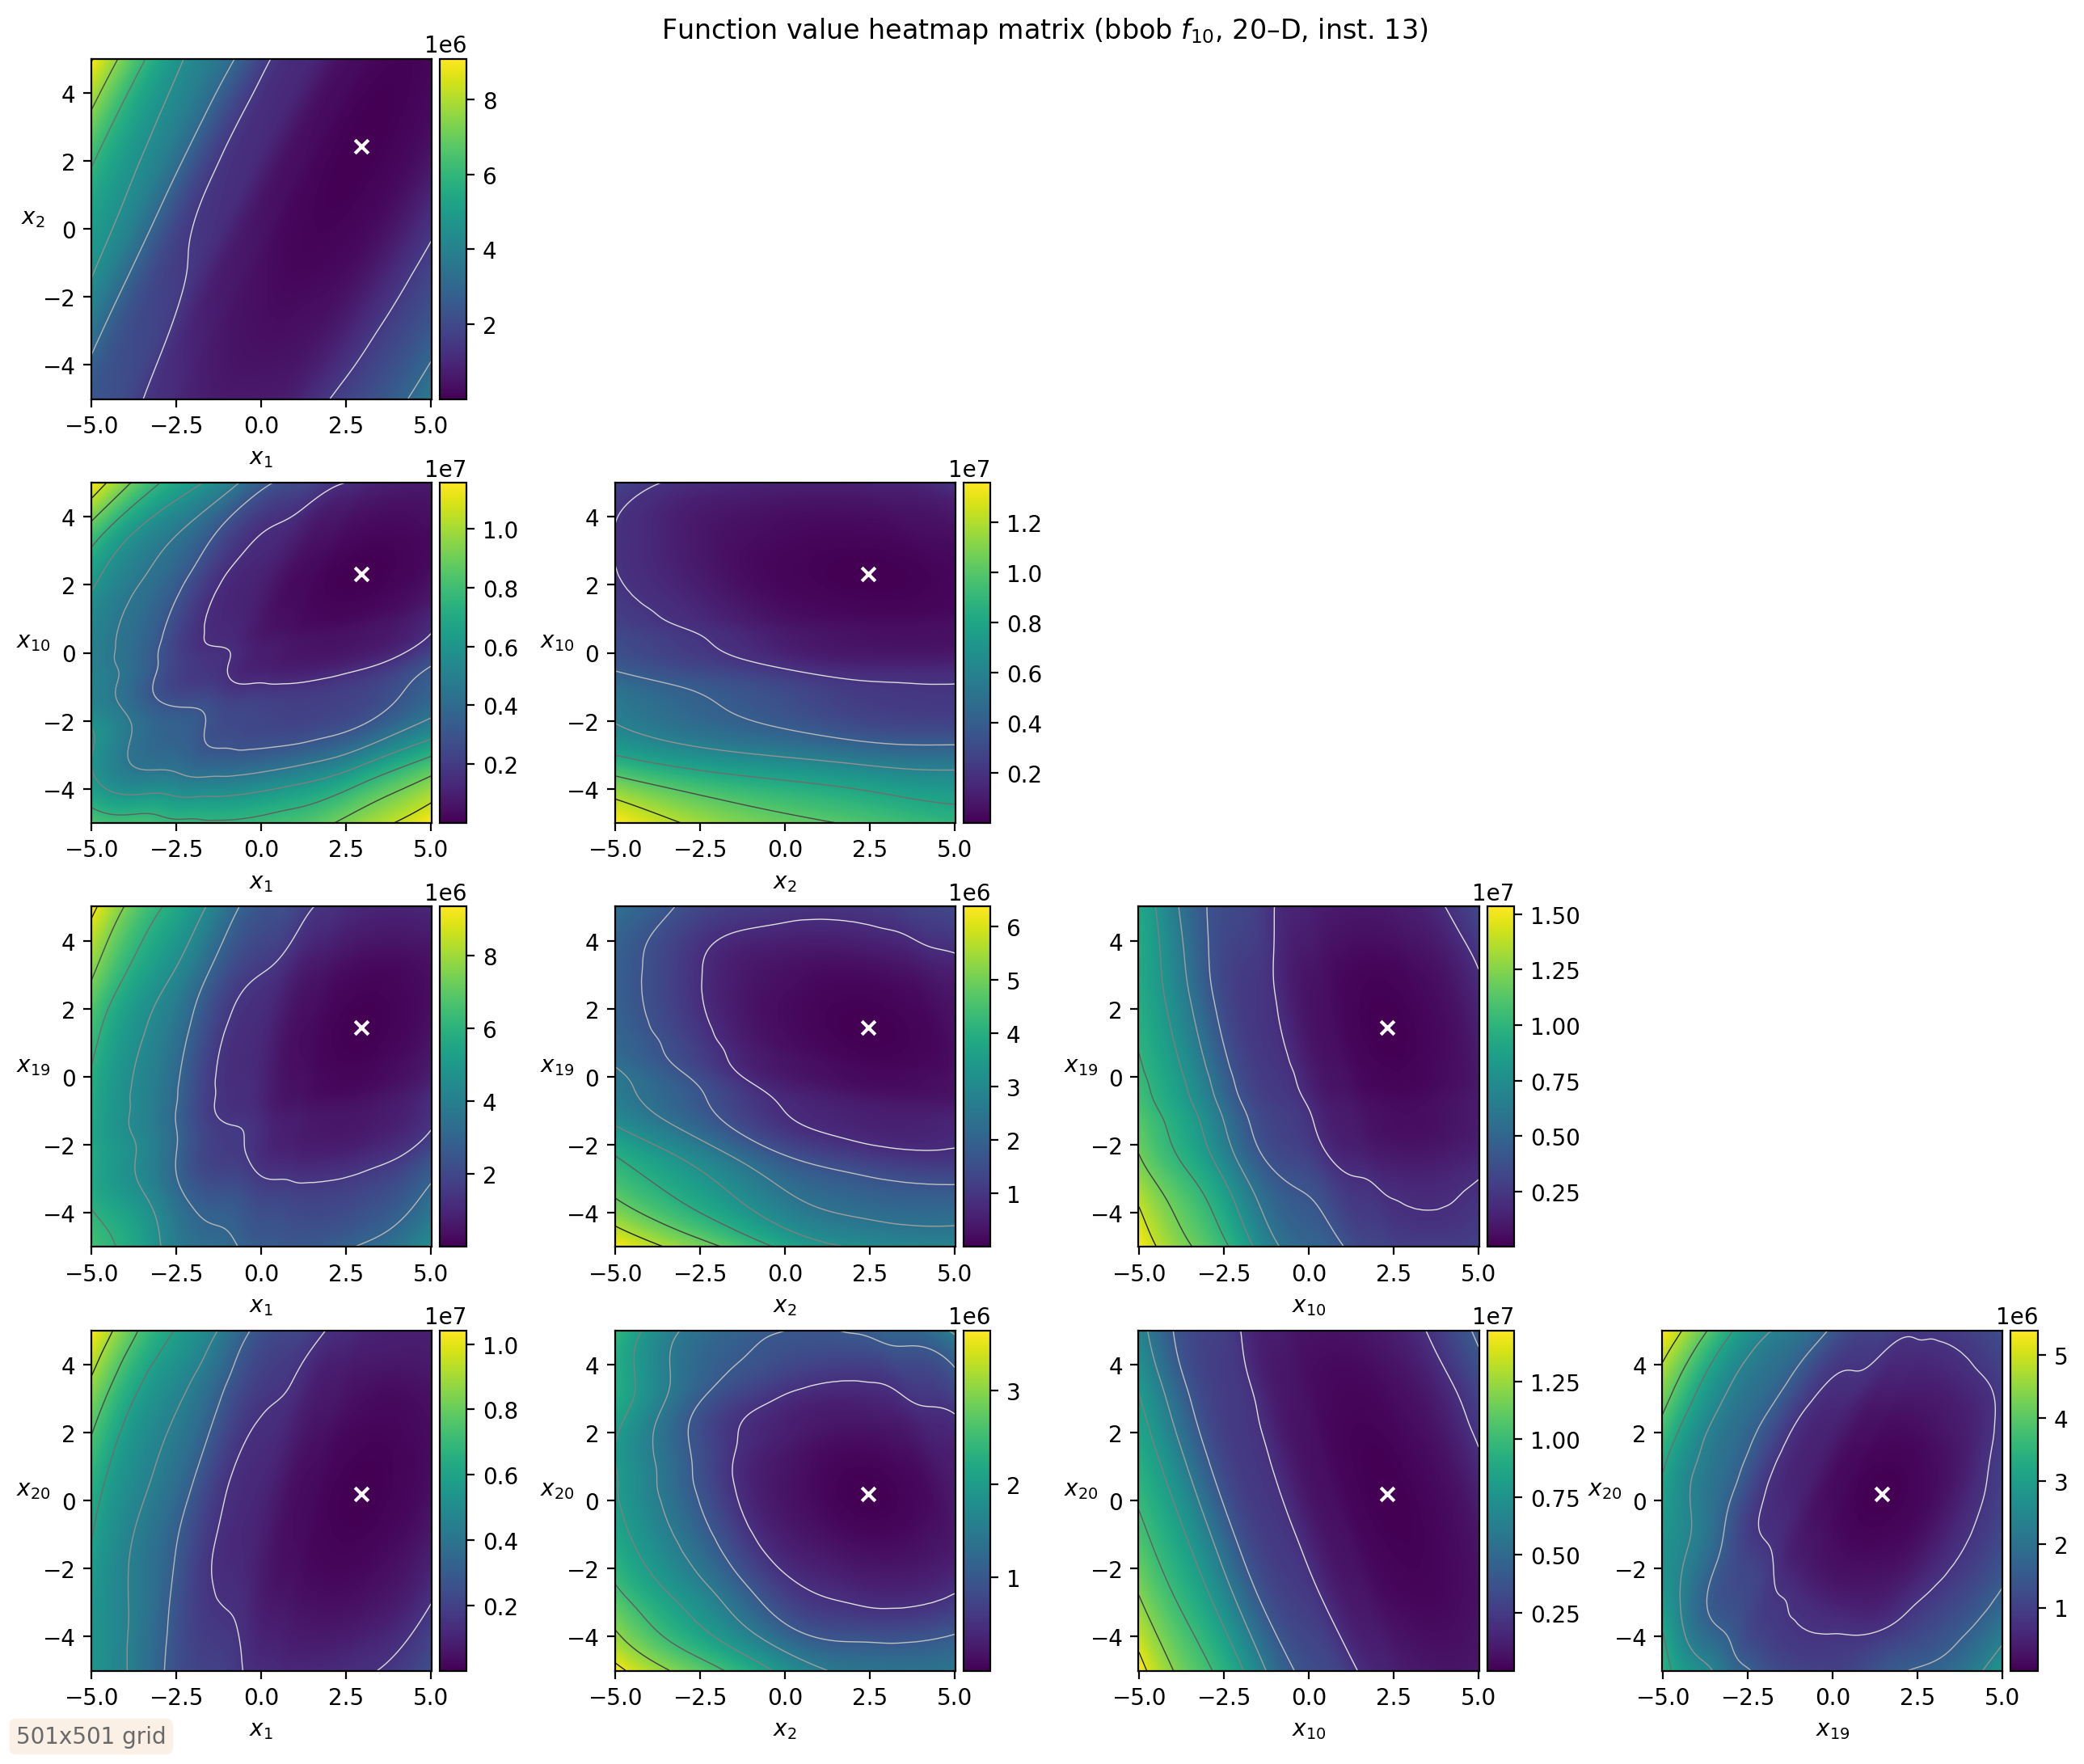 Function value heatmap matrix (bbob f10, 20–D, inst. 13)
1e6
4
2
0
−2
−4
x2
8
6
4
2
−5.0 −2.5 0.0 2.5 5.0
x1
1e7
4
2
0
−2
−4
x10
1.0
0.8
0.6
0.4
0.2
−5.0 −2.5 0.0 2.5 5.0
x1
1e7
4
2
0
−2
−4
x10
1.2
1.0
0.8
0.6
0.4
0.2
−5.0 −2.5 0.0 2.5 5.0
x2
1e6
4
2
0
−2
−4
x19
8
6
4
2
−5.0 −2.5 0.0 2.5 5.0
x1
1e6
4
2
0
−2
−4
x19
6
5
4
3
2
1
−5.0 −2.5 0.0 2.5 5.0
x2
1e7
4
2
0
−2
−4
x19
1.50
1.25
1.00
0.75
0.50
0.25
−5.0 −2.5 0.0 2.5 5.0
x10
1e7
4
2
0
−2
−4
x20
1.0
0.8
0.6
0.4
0.2
−5.0 −2.5 0.0 2.5 5.0
x1
1e6
4
2
0
−2
−4
x20
3
2
1
−5.0 −2.5 0.0 2.5 5.0
x2
1e7
4
2
0
−2
−4
x20
1.25
1.00
0.75
0.50
0.25
−5.0 −2.5 0.0 2.5 5.0
x10
1e6
4
2
0
−2
−4
x20
5
4
3
2
1
−5.0 −2.5 0.0 2.5 5.0
x19
501x501 grid